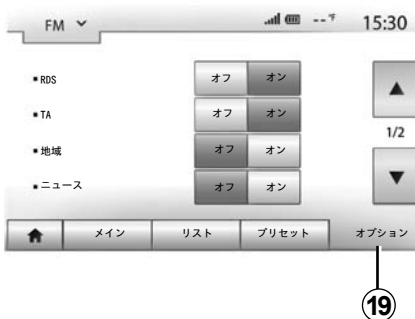 FM -- °F 15:30
■ RDS オフ オン
■ TA オフ オン
1/2
■ 地域 オフ オン
■ ニュース オフ オン
メイン リスト プリセット オプション
19